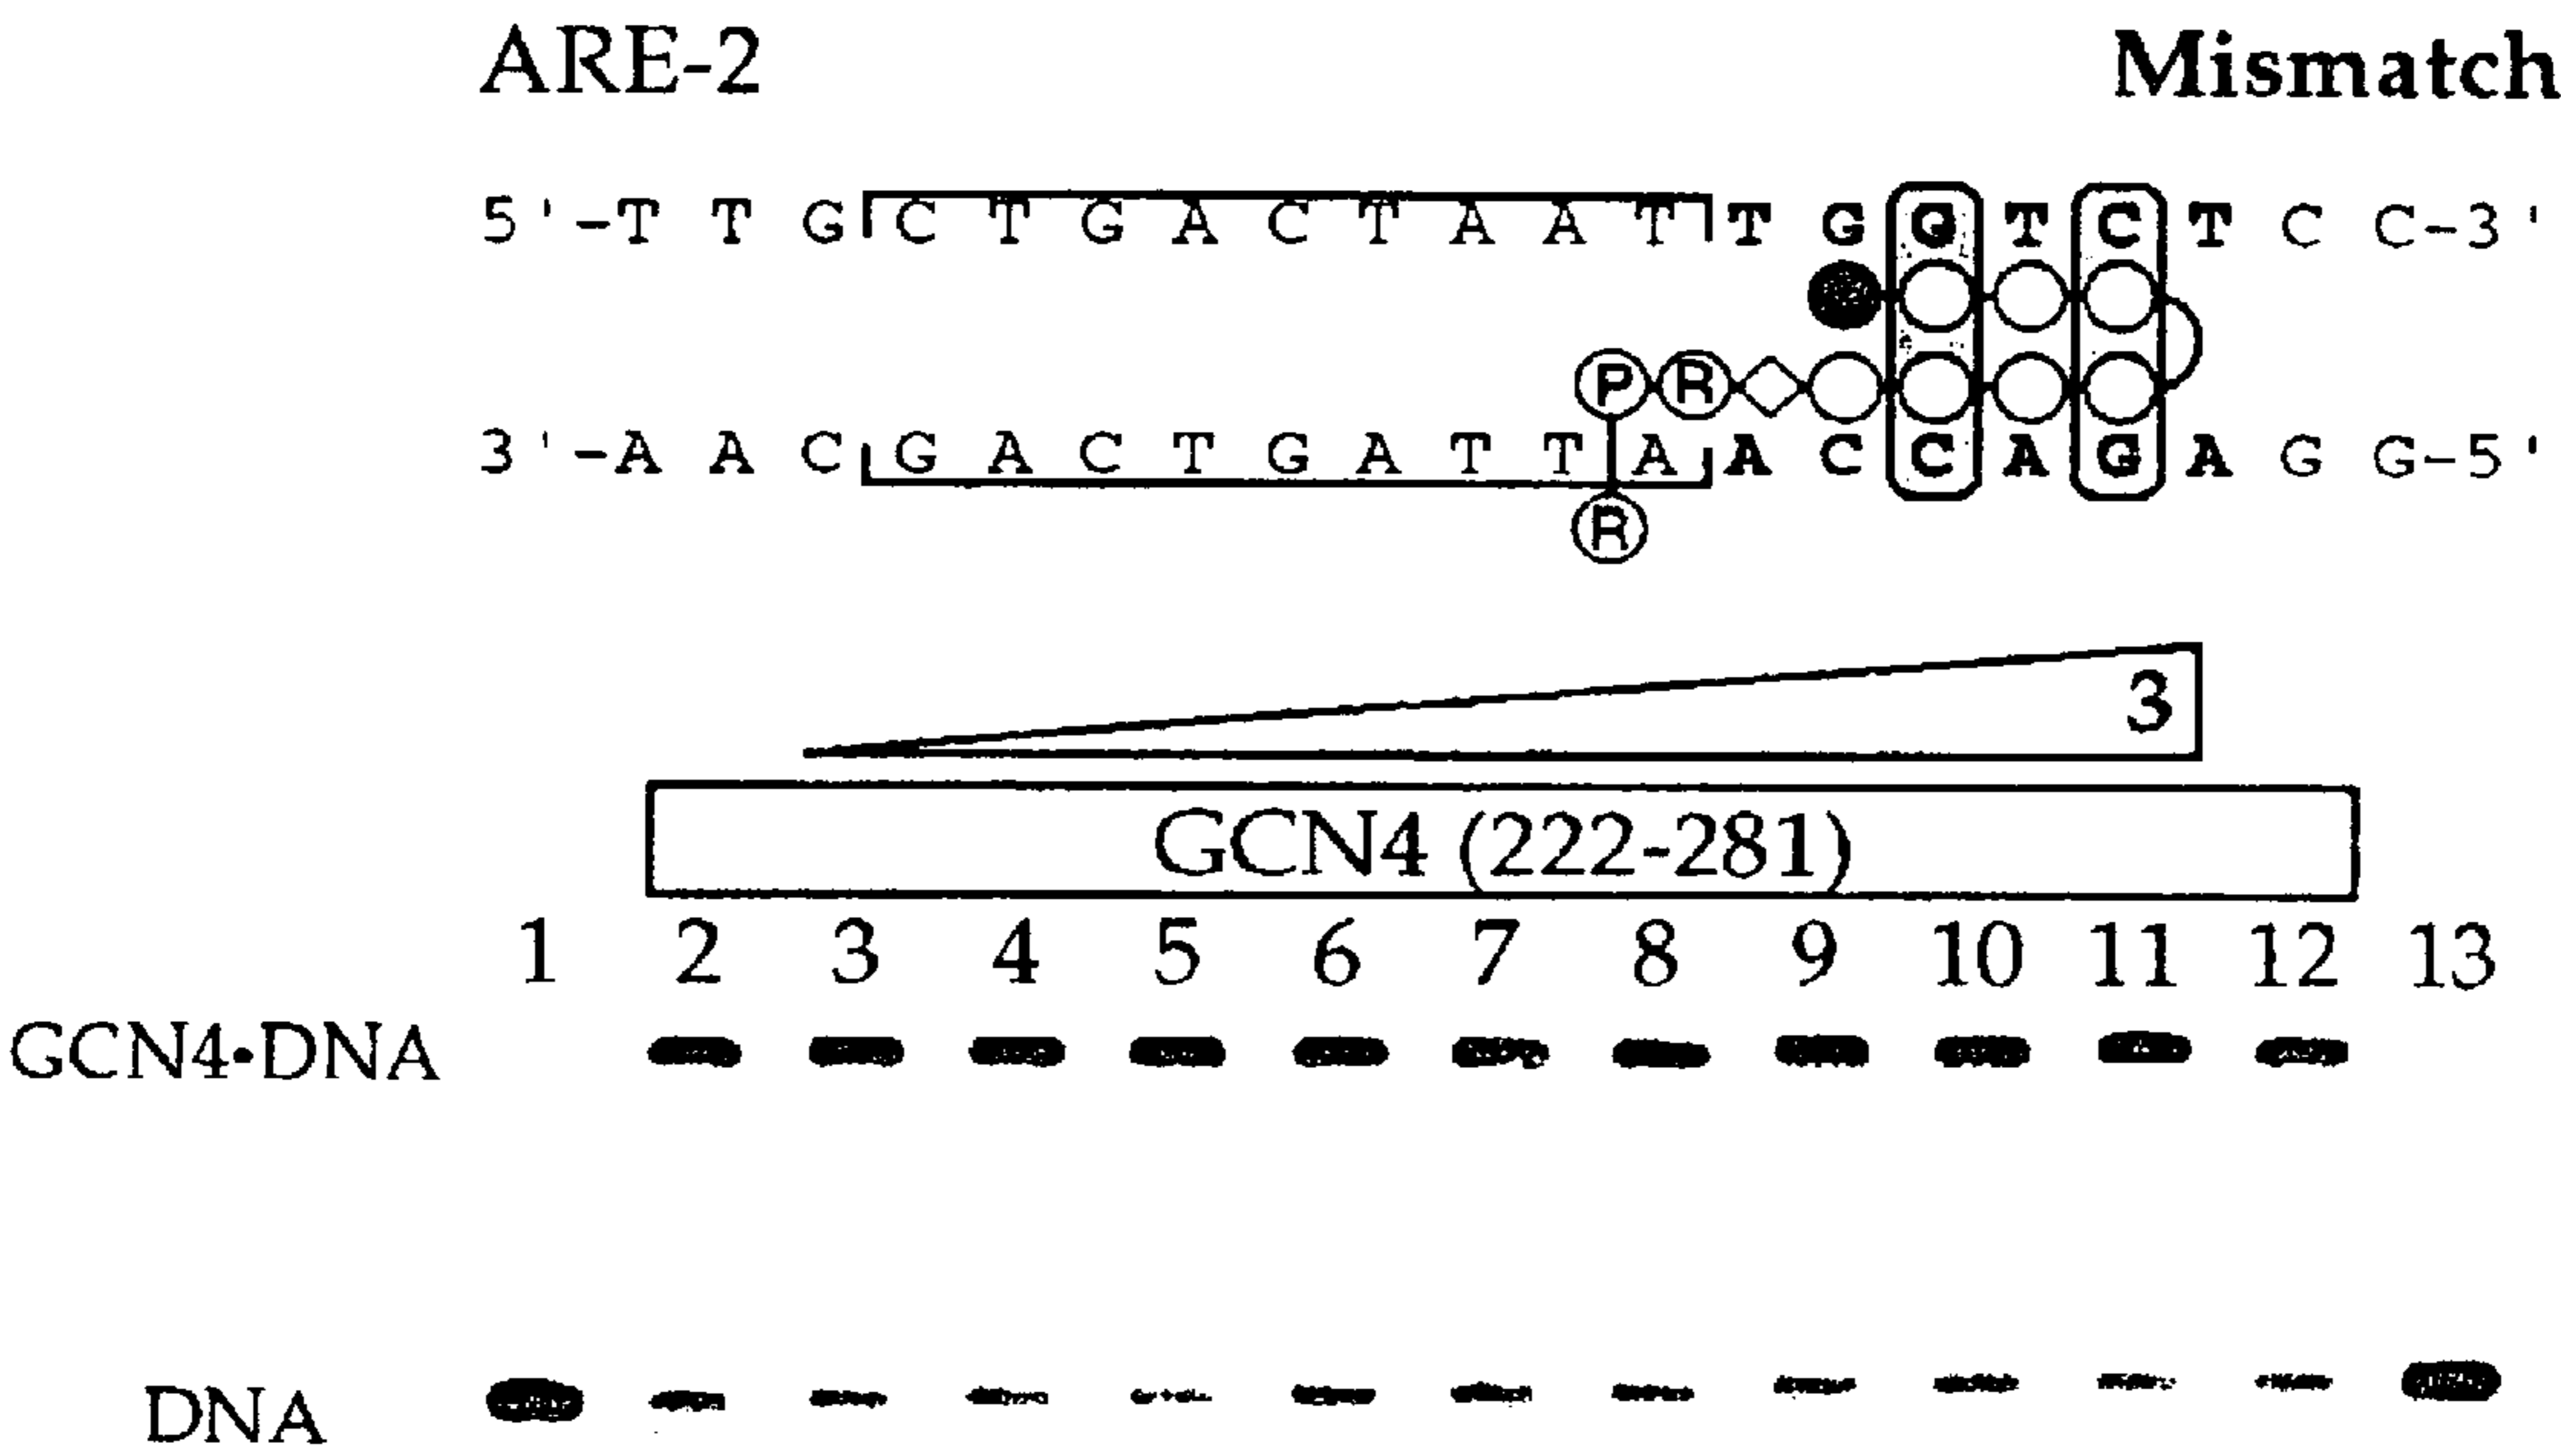 ARE-2 Mismatch
5'-T T G C T G A C T A A T T G G T C T C C-3'
P R
3'-A A C G A C T G A T T A A C C A G A G G-5'
R
3
GCN4 (222-281)
1 2 3 4 5 6 7 8 9 10 11 12 13
GCN4•DNA
DNA